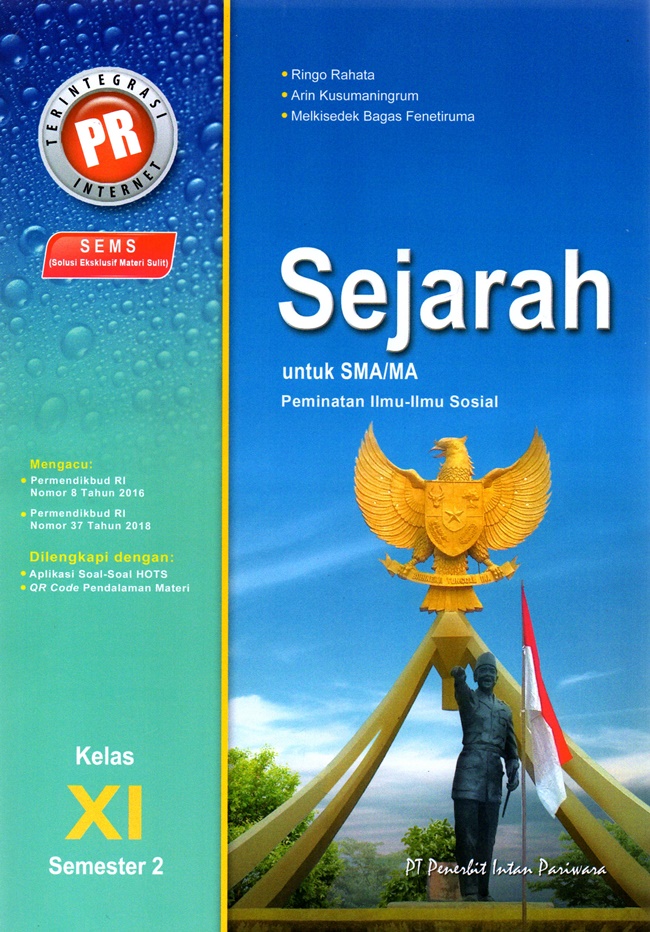 TERINTEGRASI
PR
INTERNET
SEMS
(Solusi Eksklusif Materi Sulit)
• Ringo Rahata
• Arin Kusumaningrum
• Melkisedek Bagas Fenetiruma
Sejarah
untuk SMA/MA
Peminatan Ilmu-Ilmu Sosial
Mengacu:
• Permendikbud RI
Nomor 8 Tahun 2016
• Permendikbud RI
Nomor 37 Tahun 2018
Dilengkapi dengan:
• Aplikasi Soal-Soal HOTS
• QR Code Pendalaman Materi
Kelas
XI
Semester 2
PT Penerbit Intan Pariwara